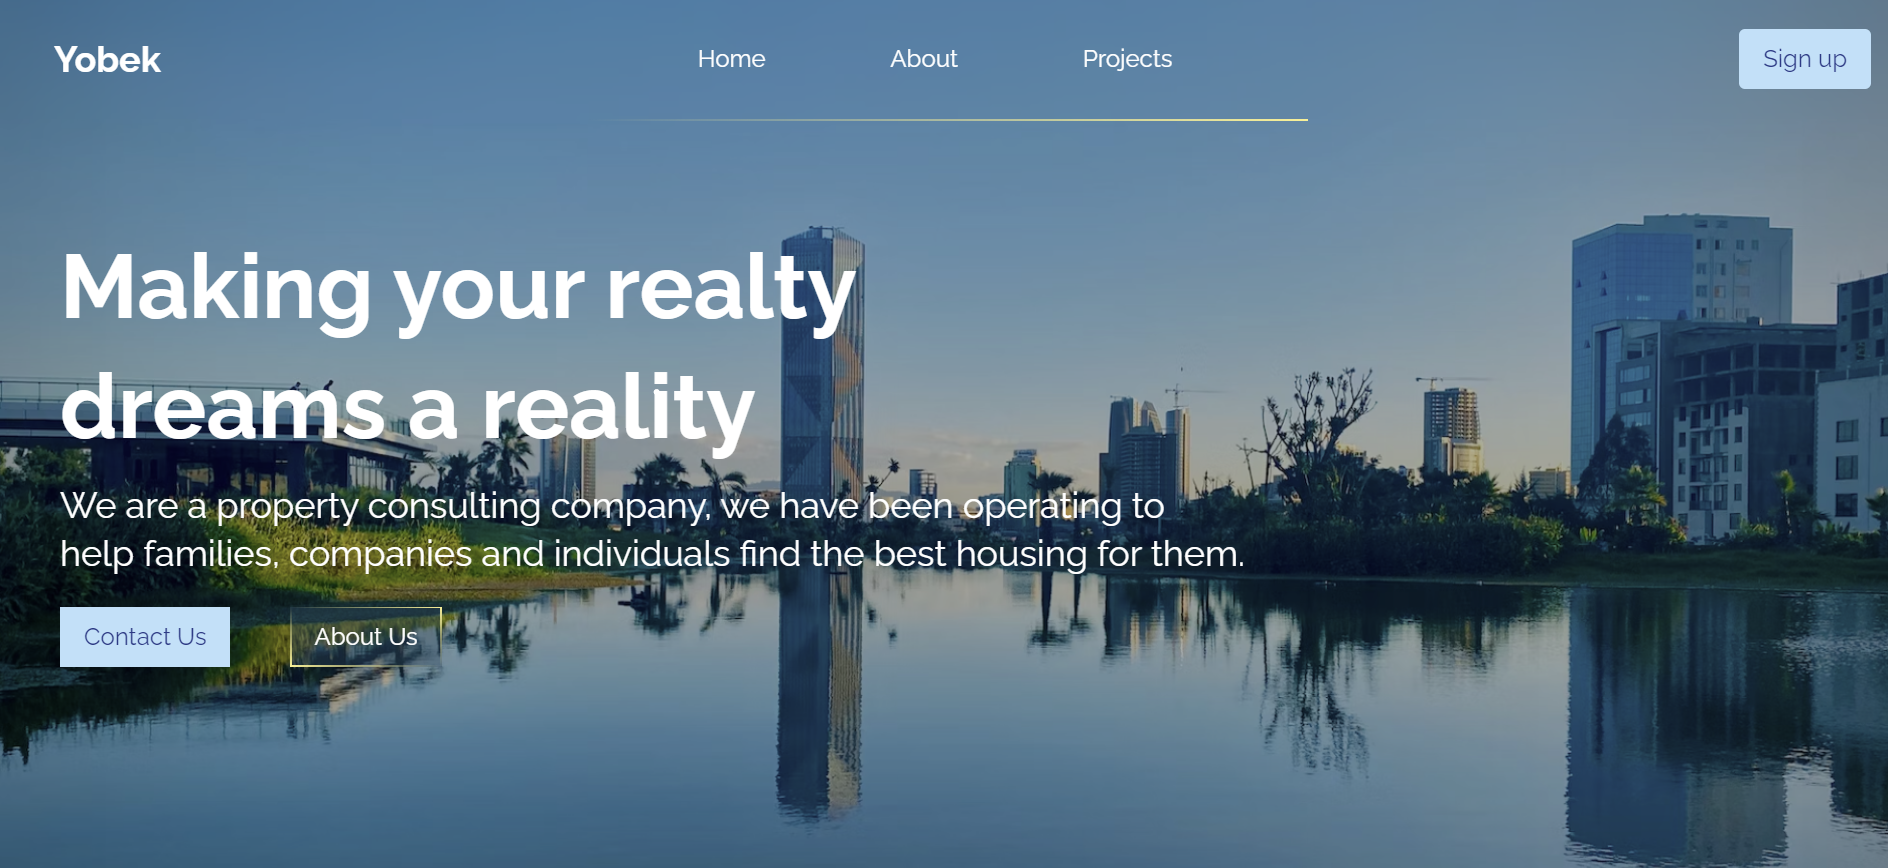 Yobek
Home
About
Projects
Sign up
Making your realty
dreams a reality
We are a property consulting company, we have been operating to
help families, companies and individuals find the best housing for them.
Contact Us
About Us